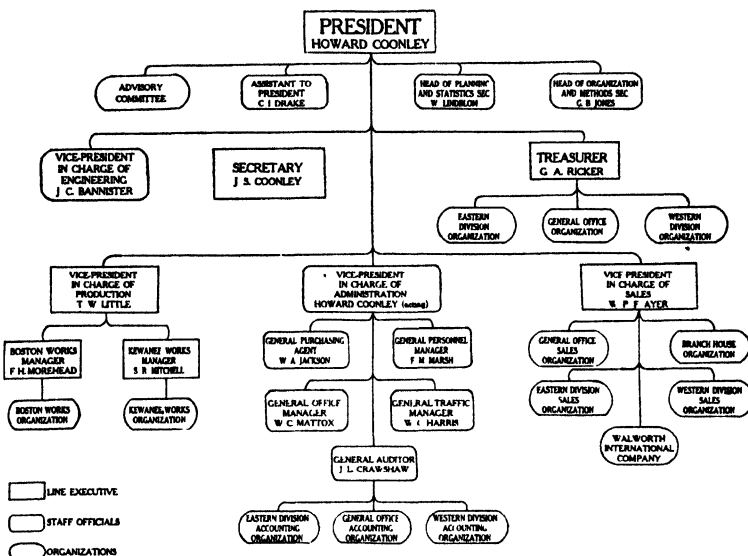 PRESIDENT
HOWARD COONLEY
ADVISORY
COMMITTEE
ASSISTANT TO
PRESIDENT
C I DRAKE
HEAD OF PLANNING
AND STATISTICS SEC
W LINDBLOM
HEAD OF ORGANIZATION
AND METHODS SEC
G B JONES
VICE-PRESIDENT
IN CHARGE OF
ENGINEERING
J C. BANNISTER
SECRETARY
J S. COONLEY
TREASURER
G A. RICKER
EASTERN
DIVISION
ORGANIZATION
GENERAL OFFICE
ORGANIZATION
WESTERN
DIVISION
ORGANIZATION
VICE-PRESIDENT
IN CHARGE OF
PRODUCTION
T W LITTLE
VICE-PRESIDENT
IN CHARGE OF
ADMINISTRATION
HOWARD COONLEY (acting)
VICE PRESIDENT
IN CHARGE OF
SALES
W. P. F AYER
BOSTON WORKS
MANAGER
F H. MOREHEAD
KEWANEE WORKS
MANAGER
S R MITCHELL
BOSTON WORKS
ORGANIZATION
KEWANEE WORKS
ORGANIZATION
GENERAL PURCHASING
AGENT
W A JACKSON
GENERAL PERSONNEL
MANAGER
F M MARSH
GENERAL OFFICE
MANAGER
W C MATTOX
GENERAL TRAFFIC
MANAGER
W HARRIS
GENERAL AUDITOR
J L. CRAWSHAW
EASTERN DIVISION
ACCOUNTING
ORGANIZATION
GENERAL OFFICE
ACCOUNTING
ORGANIZATION
WESTERN DIVISION
ACCOUNTING
ORGANIZATION
GENERAL OFFICE
SALES
ORGANIZATION
BRANCH HOUSE
ORGANIZATION
EASTERN DIVISION
SALES
ORGANIZATION
WESTERN DIVISION
SALES
ORGANIZATION
WALWORTH
INTERNATIONAL
COMPANY
LINE EXECUTIVE
STAFF OFFICIALS
ORGANIZATIONS